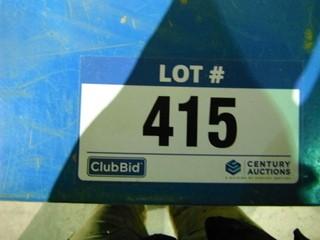 LOT #
415
ClubBid
CENTURY
AUCTIONS